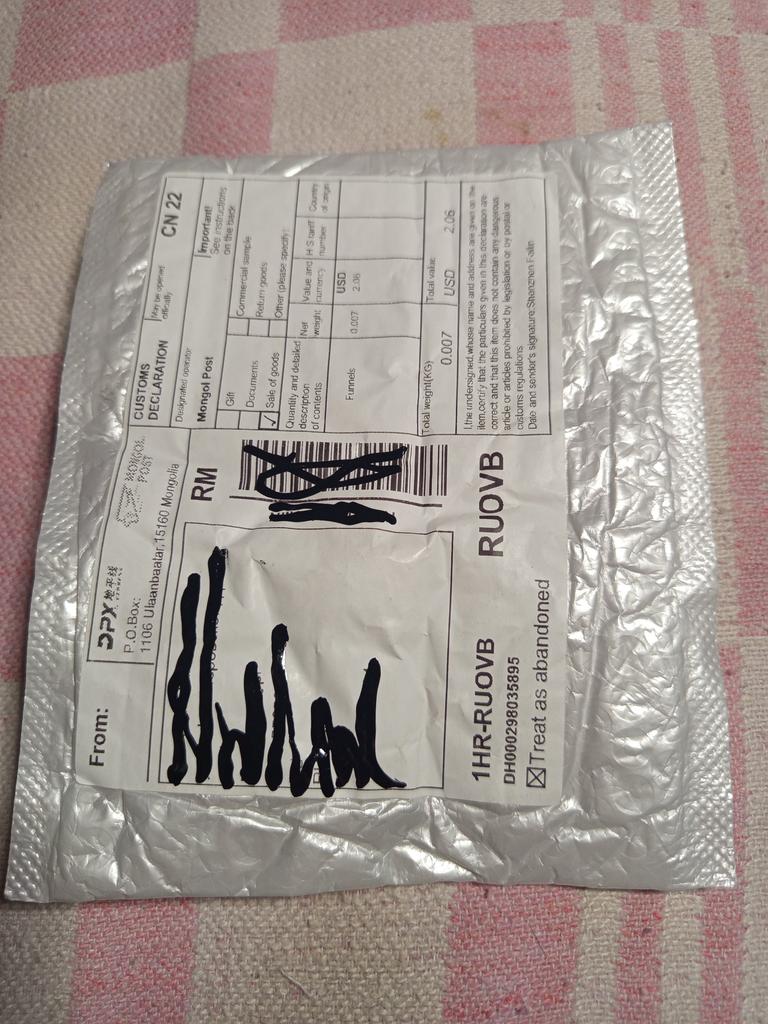 From:
DPX 地平线
EXPRESS
MONGOL
POST
P.O.Box:
1106 Ulaanbaatar,15160 Mongolia
RM
1HR-RUOVB
RUOVB
DH000298035895
☒Treat as abandoned
CUSTOMS
DECLARATION
May be opened
officially
CN 22
Designated operator
Mongol Post
Important!
See instructions
on the back
Gift
Commercial sample
Documents
Return goods
✓ Sale of goods
Other (please specify)
Quantity and detailed
description
of contents
Net
weight
Value and
currency
H S tariff
number
Country
of origin
USD
Funnels
0.007
2.06
Total weight(KG)
Total value
0.007
USD
2.06
I,the undersigned,whose name and address are given on the
item,certify that the particulars given in this declaration are
correct and that this item does not contain any dangerous
article or articles prohibited by legislation or by postal or
customs regulations
Date and sender's signature:Shenzhen